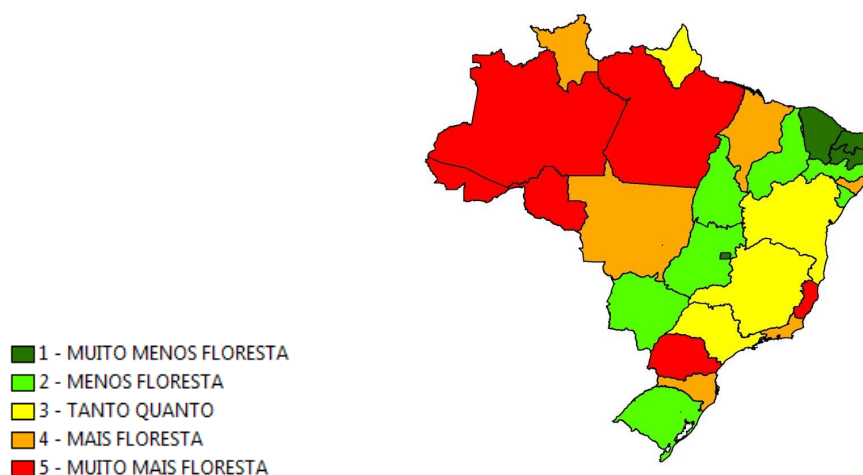 1 - MUITO MENOS FLORESTA
2 - MENOS FLORESTA
3 - TANTO QUANTO
4 - MAIS FLORESTA
5 - MUITO MAIS FLORESTA